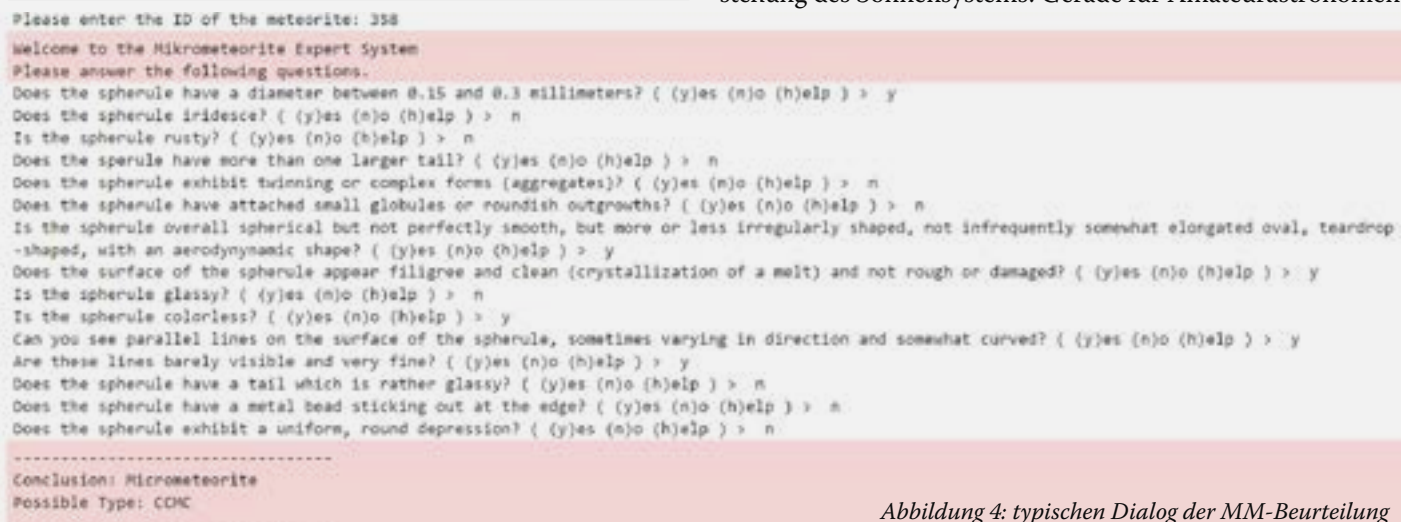 stehung des Sonnensystems. Gerade für Amateurastronomen
Please enter the ID of the meteorite: 358
Welcome to the Mikrometeorite Expert System
Please answer the following questions.
Does the spherule have a diameter between 0.15 and 0.3 millimeters? ( (y)es (n)o (h)elp ) > y
Does the spherule iridesce? ( (y)es (n)o (h)elp ) > n
Is the spherule rusty? ( (y)es (n)o (h)elp ) > n
Does the sperule have more than one larger tail? ( (y)es (n)o (h)elp ) > n
Does the spherule exhibit twinning or complex forms (aggregates)? ( (y)es (n)o (h)elp ) > n
Does the spherule have attached small globules or roundish outgrowths? ( (y)es (n)o (h)elp ) > n
Is the spherule overall spherical but not perfectly smooth, but more or less irregularly shaped, not infrequently somewhat elongated oval, teardrop
-shaped, with an aerodynynamic shape? ( (y)es (n)o (h)elp ) > y
Does the surface of the spherule appear filigree and clean (crystallization of a melt) and not rough or damaged? ( (y)es (n)o (h)elp ) > y
Is the spherule glassy? ( (y)es (n)o (h)elp ) > n
Is the spherule colorless? ( (y)es (n)o (h)elp ) > y
Can you see parallel lines on the surface of the spherule, sometimes varying in direction and somewhat curved? ( (y)es (n)o (h)elp ) > y
Are these lines barely visible and very fine? ( (y)es (n)o (h)elp ) > y
Does the spherule have a tail which is rather glassy? ( (y)es (n)o (h)elp ) > n
Does the spherule have a metal bead sticking out at the edge? ( (y)es (n)o (h)elp ) > n
Does the spherule exhibit a uniform, round depression? ( (y)es (n)o (h)elp ) > n
----------------------------------
Conclusion: Micrometeorite
Possible Type: CCMC
Abbildung 4: typischen Dialog der MM-Beurteilung